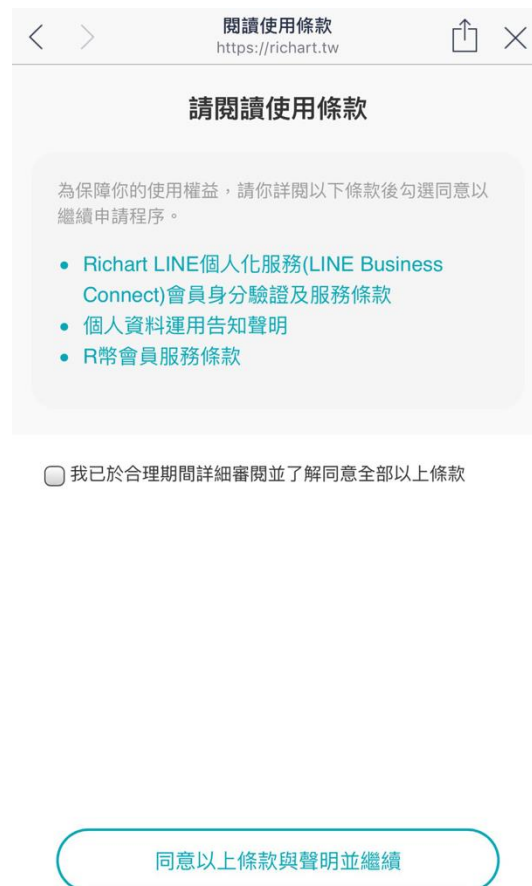 閱讀使用條款
https://richart.tw
請閱讀使用條款
為保障你的使用權益，請你詳閱以下條款後勾選同意以
繼續申請程序。
• Richart LINE個人化服務(LINE Business
Connect)會員身分驗證及服務條款
• 個人資料運用告知聲明
• R幣會員服務條款
我已於合理期間詳細審閱並了解同意全部以上條款
同意以上條款與聲明並繼續